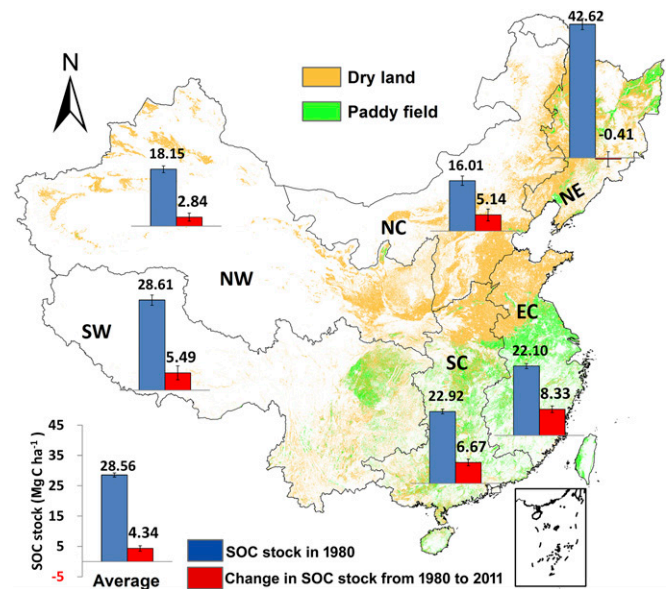 42.62
N
Dry land
Paddy field
-0.41
18.15
2.84
16.01
5.14
NE
NC
NW
28.61
5.49
SW
EC
22.10
8.33
SC
22.92
6.67
45
35
25
15
5
-5
SOC stock (Mg C ha⁻¹)
28.56
4.34
Average
SOC stock in 1980
Change in SOC stock from 1980 to 2011